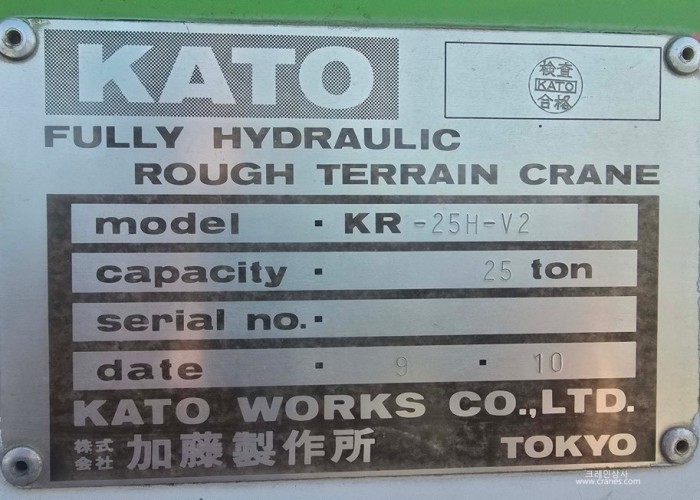 KATO
検査
KATO
合格
FULLY HYDRAULIC
ROUGH TERRAIN CRANE
model · KR -25H-V2
capacity · 25 ton
serial no. ·
date · 9 · 10
KATO WORKS CO.,LTD.
株式会社 加藤製作所 TOKYO
크레인상사
www.cranes.com